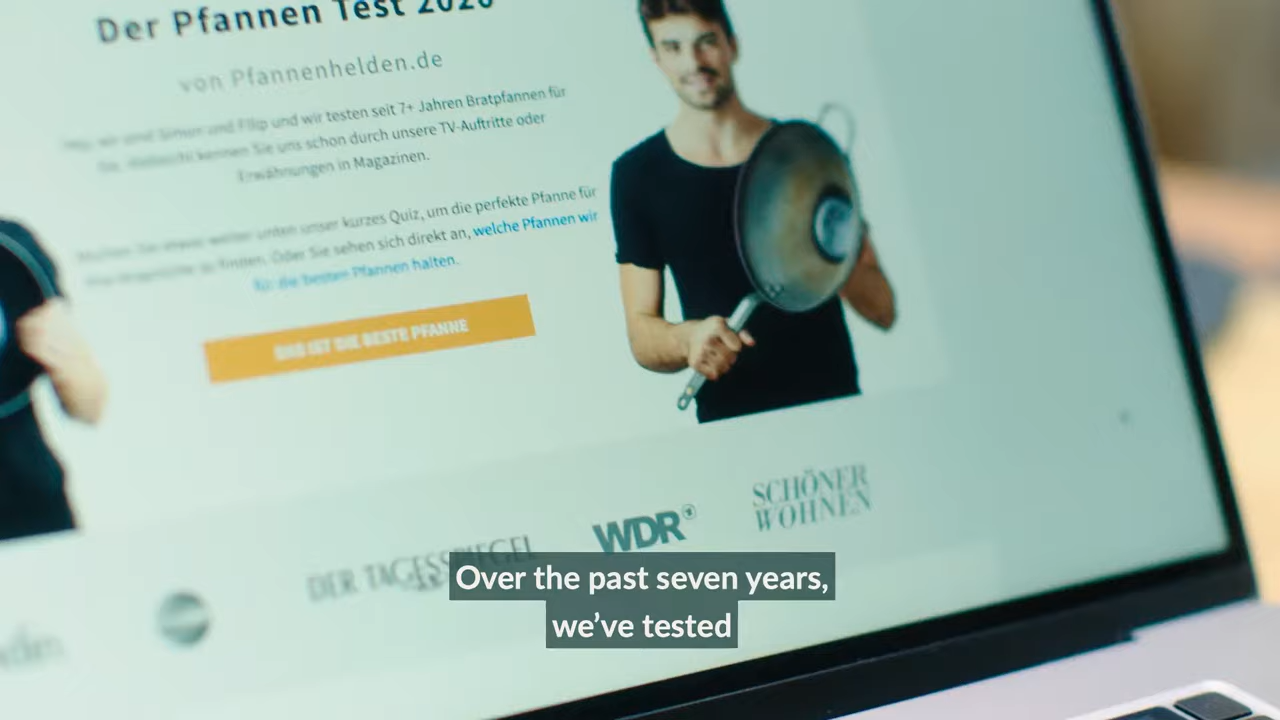 Der Pfannen Test 2020
von Pfannenhelden.de
Hey, wir sind Simon und Filip und wir testen seit 7+ Jahren Bratpfannen für
Sie. Vielleicht kennen Sie uns schon durch unsere TV-Auftritte oder
Erwähnungen in Magazinen.
unten unser kurzes Quiz, um die perfekte Pfanne für
zu finden. Oder Sie sehen sich direkt an, welche Pfannen wir
für die besten Pfannen halten.
DAS IST DIE BESTE PFANNE
DER TAGESSPIEGEL
WDR
SCHÖNER
WOHNEN
Over the past seven years,
we've tested